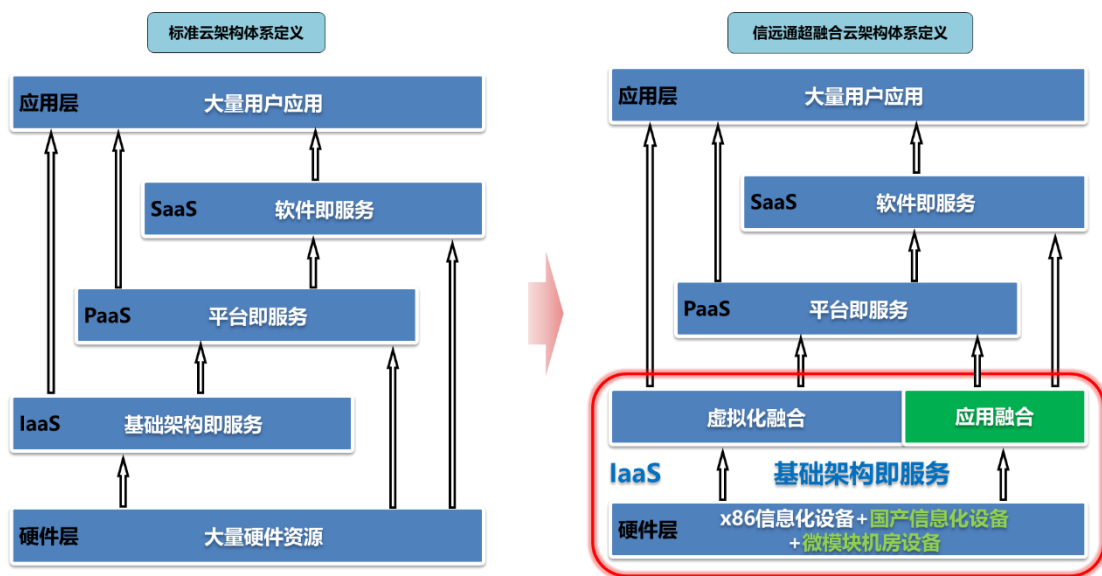 标准云架构体系定义
应用层 大量用户应用
SaaS 软件即服务
PaaS 平台即服务
IaaS 基础架构即服务
硬件层 大量硬件资源
信远通超融合云架构体系定义
应用层 大量用户应用
SaaS 软件即服务
PaaS 平台即服务
虚拟化融合 应用融合
IaaS 基础架构即服务
硬件层 x86信息化设备+国产信息化设备
+微模块机房设备